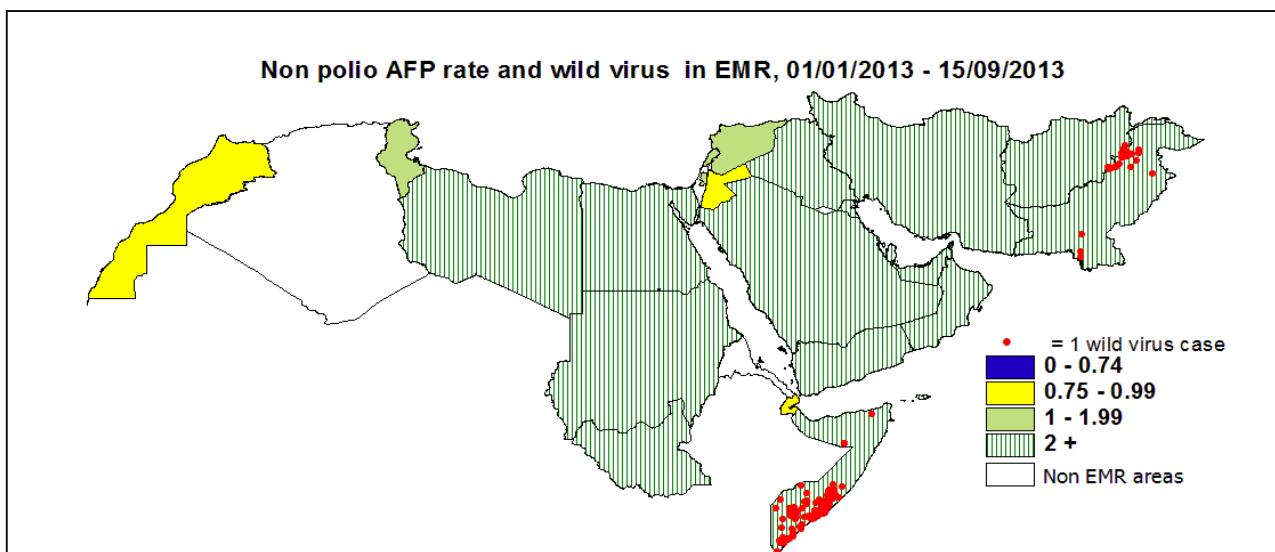 Non polio AFP rate and wild virus in EMR, 01/01/2013 - 15/09/2013
= 1 wild virus case
0 - 0.74
0.75 - 0.99
1 - 1.99
2 +
Non EMR areas